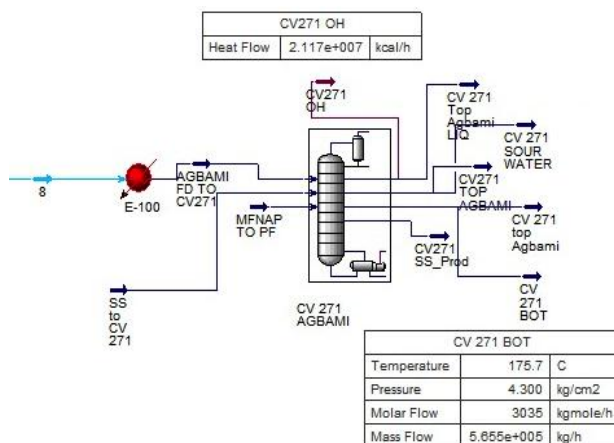 CV271 OH
Heat Flow 2.117e+007 kcal/h
CV271
OH
CV 271
Top
Agbami
LIQ
CV 271
SOUR
WATER
8
E-100
AGBAMI
FD TO
CV271
CV271
TOP
AGBAMI
MFNAP
TO PF
CV 271
top
Agbami
CV271
SS_Prod
SS
to
CV
271
CV 271
AGBAMI
CV
271
BOT
CV 271 BOT
Temperature 175.7 C
Pressure 4.300 kg/cm2
Molar Flow 3035 kgmole/h
Mass Flow 5.655e+005 kg/h